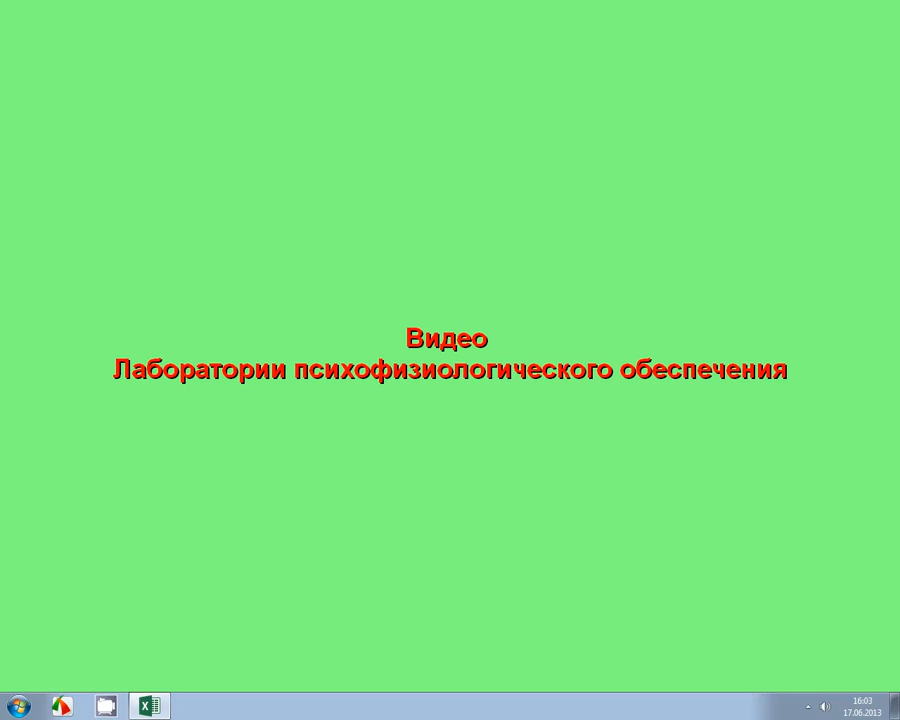 Видео
Лаборатории психофизиологического обеспечения
16:03
17.06.2013